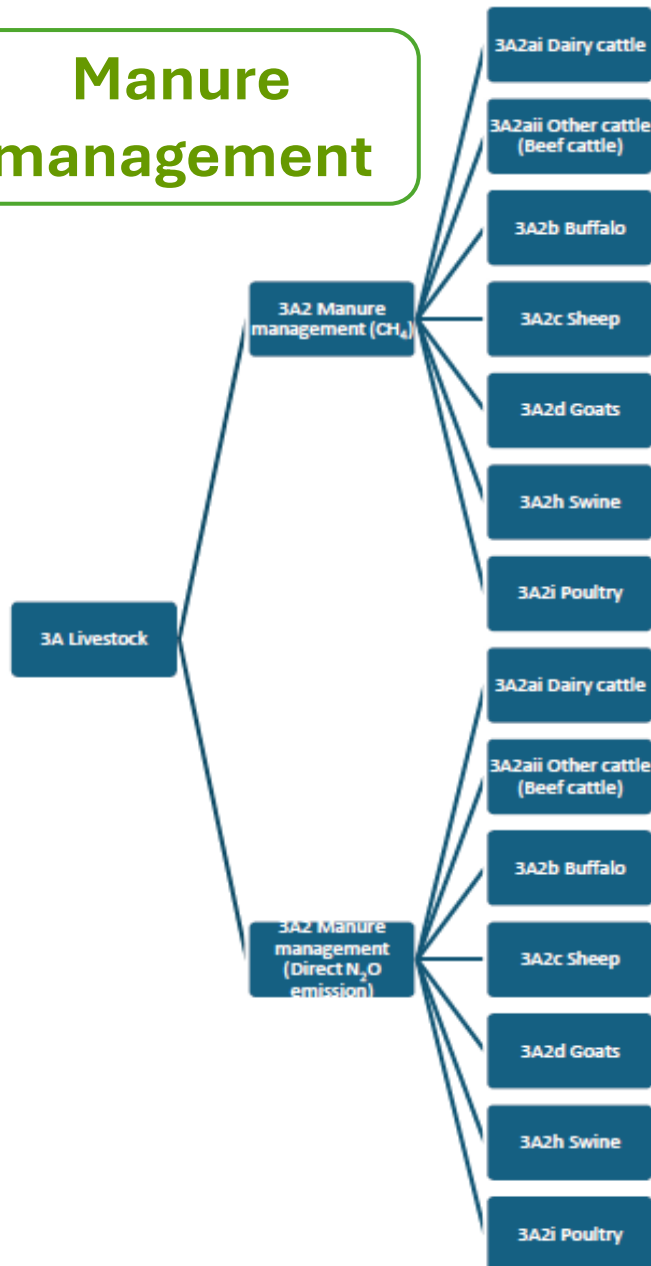 Manure
management
3A2ai Dairy cattle
3A2aii Other cattle
(Beef cattle)
3A2b Buffalo
3A2 Manure
management (CH₄)
3A2c Sheep
3A2d Goats
3A2h Swine
3A2i Poultry
3A Livestock
3A2ai Dairy cattle
3A2aii Other cattle
(Beef cattle)
3A2b Buffalo
3A2 Manure
management
(Direct N₂O
emission)
3A2c Sheep
3A2d Goats
3A2h Swine
3A2i Poultry